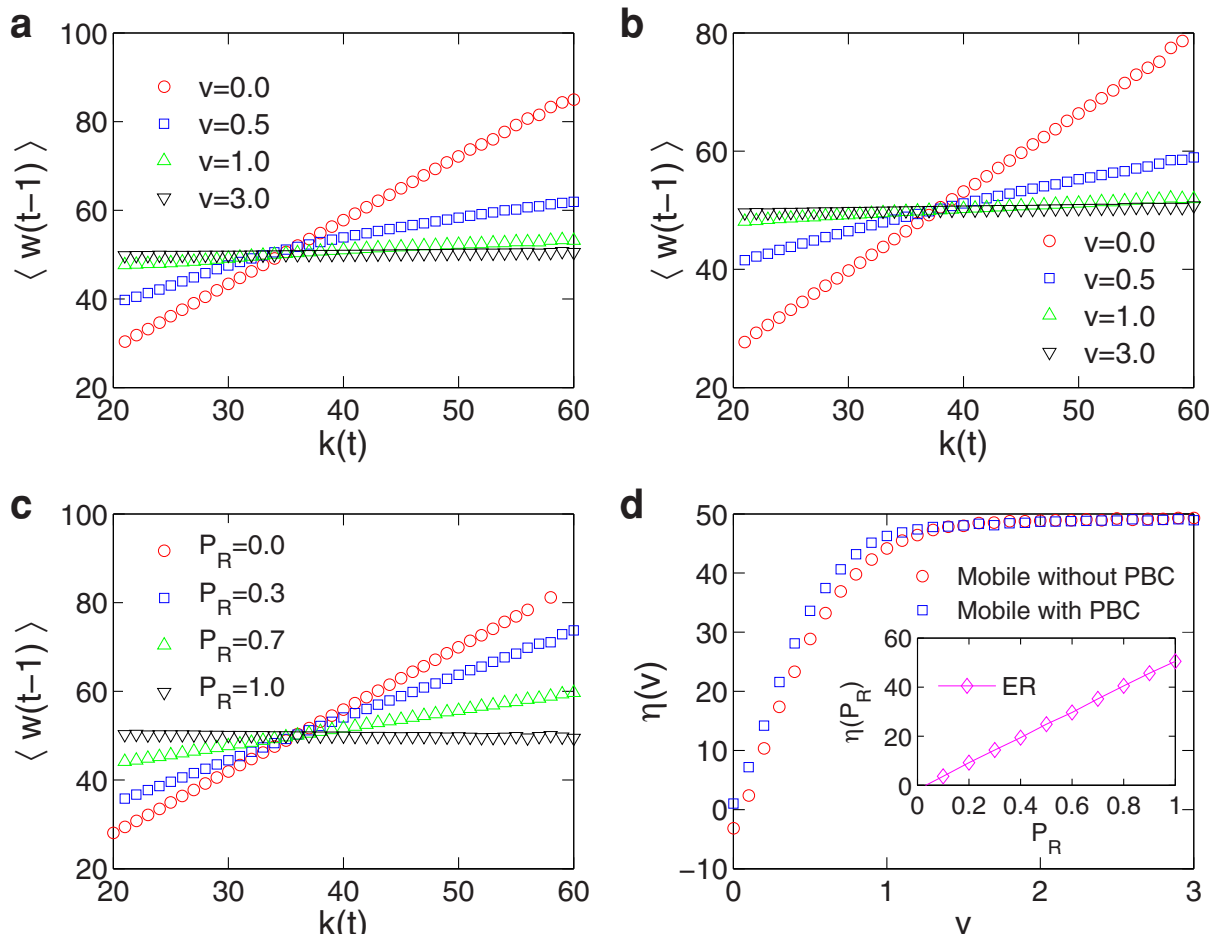 a
100
80
60
40
20
⟨ w(t−1) ⟩
v=0.0
v=0.5
v=1.0
v=3.0
20 30 40 50 60
k(t)
b
80
60
40
20
⟨ w(t−1) ⟩
v=0.0
v=0.5
v=1.0
v=3.0
20 30 40 50 60
k(t)
c
100
80
60
40
20
⟨ w(t−1) ⟩
P_R=0.0
P_R=0.3
P_R=0.7
P_R=1.0
20 30 40 50 60
k(t)
d
50
40
30
20
10
0
−10
η(v)
Mobile without PBC
Mobile with PBC
60
40
20
0
η(P_R)
ER
0 0.2 0.4 0.6 0.8 1
P_R
0 1 2 3
v